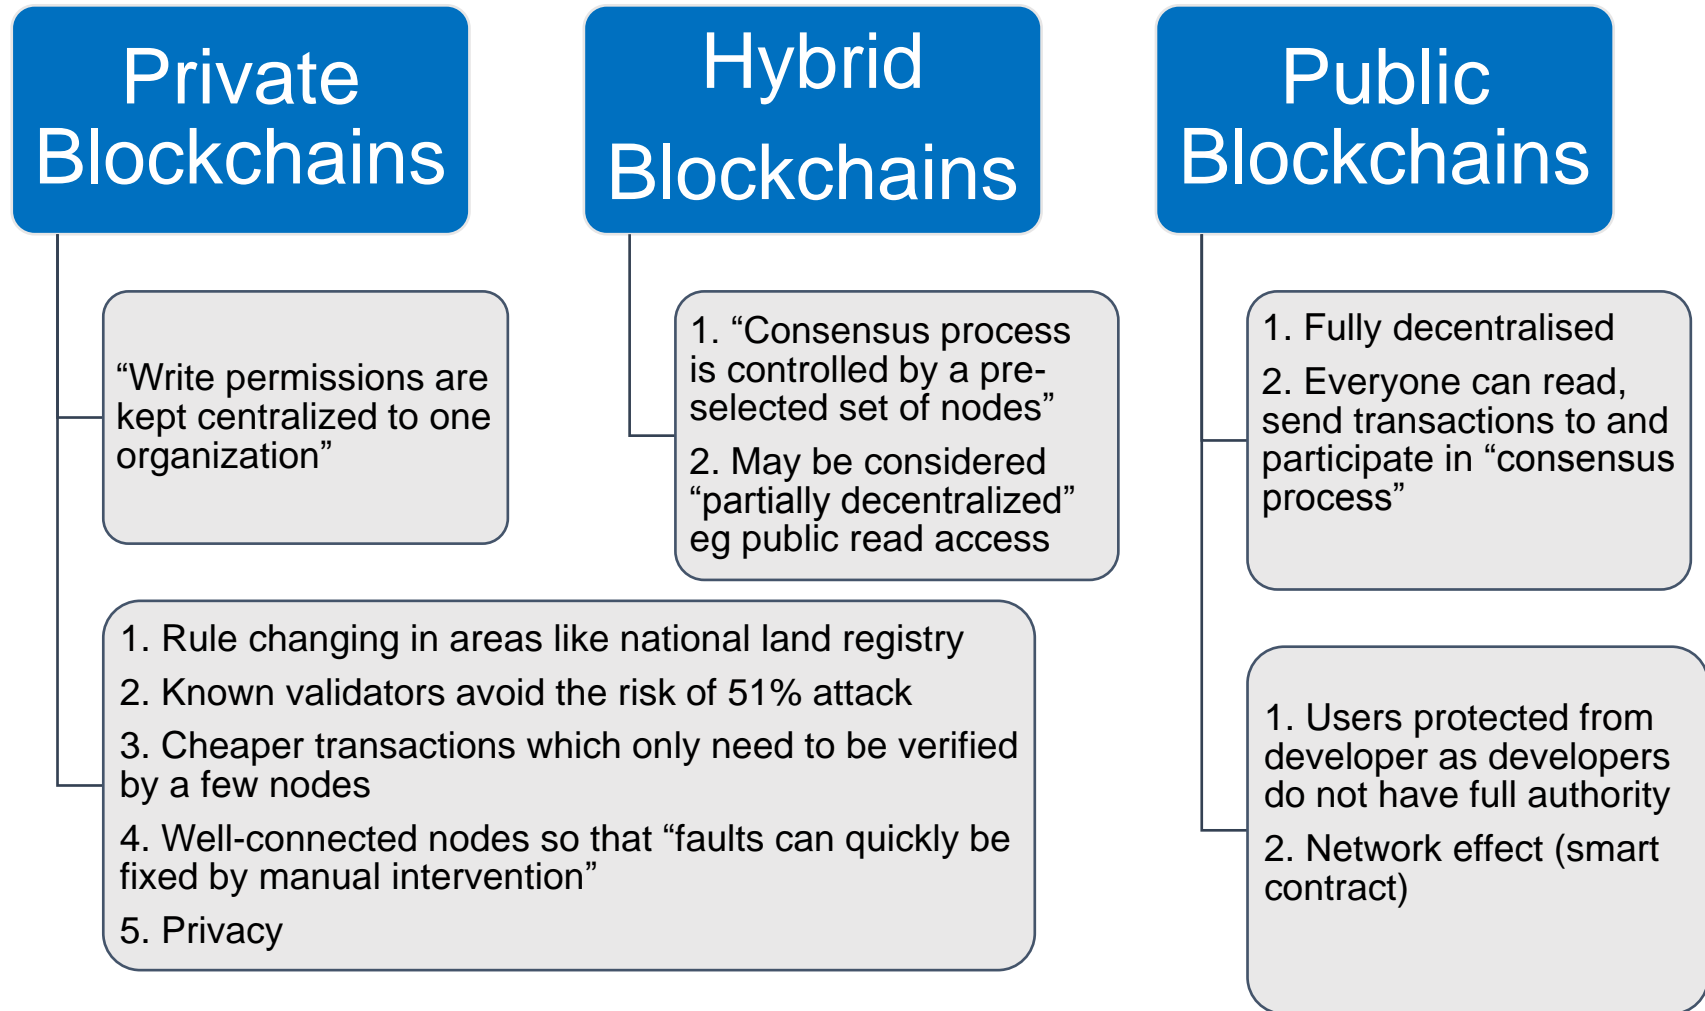 Private
Blockchains
“Write permissions are
kept centralized to one
organization”
1. Rule changing in areas like national land registry
2. Known validators avoid the risk of 51% attack
3. Cheaper transactions which only need to be verified
by a few nodes
4. Well-connected nodes so that “faults can quickly be
fixed by manual intervention”
5. Privacy
Hybrid
Blockchains
1. “Consensus process
is controlled by a pre-
selected set of nodes”
2. May be considered
“partially decentralized”
eg public read access
Public
Blockchains
1. Fully decentralised
2. Everyone can read,
send transactions to and
participate in “consensus
process”
1. Users protected from
developer as developers
do not have full authority
2. Network effect (smart
contract)